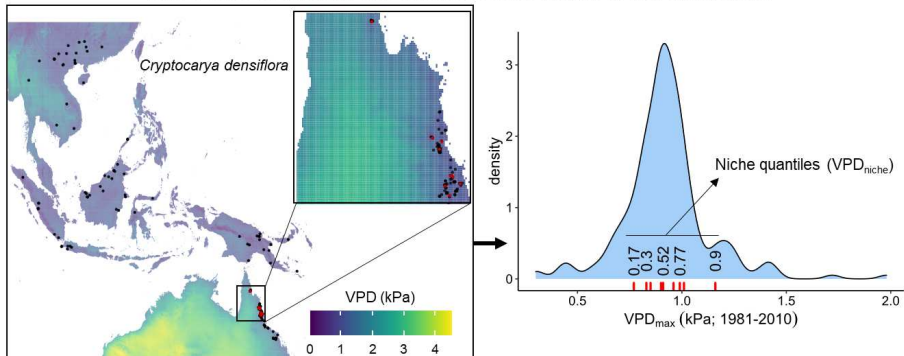 Cryptocarya densiflora
VPD (kPa)
0 1 2 3 4
density
3
2
1
0
Niche quantiles (VPDniche)
0.17 0.3 0.52 0.77 0.9
0.5 1.0 1.5 2.0
VPDmax (kPa; 1981-2010)